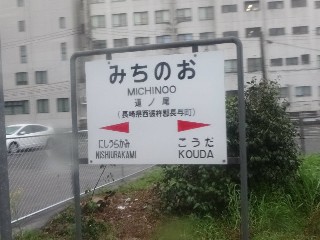 みちのお
MICHINOO
道ノ尾
（長崎県西彼杵郡長与町）
にしうらかみ
NISHIURAKAMI
こうだ
KOUDA